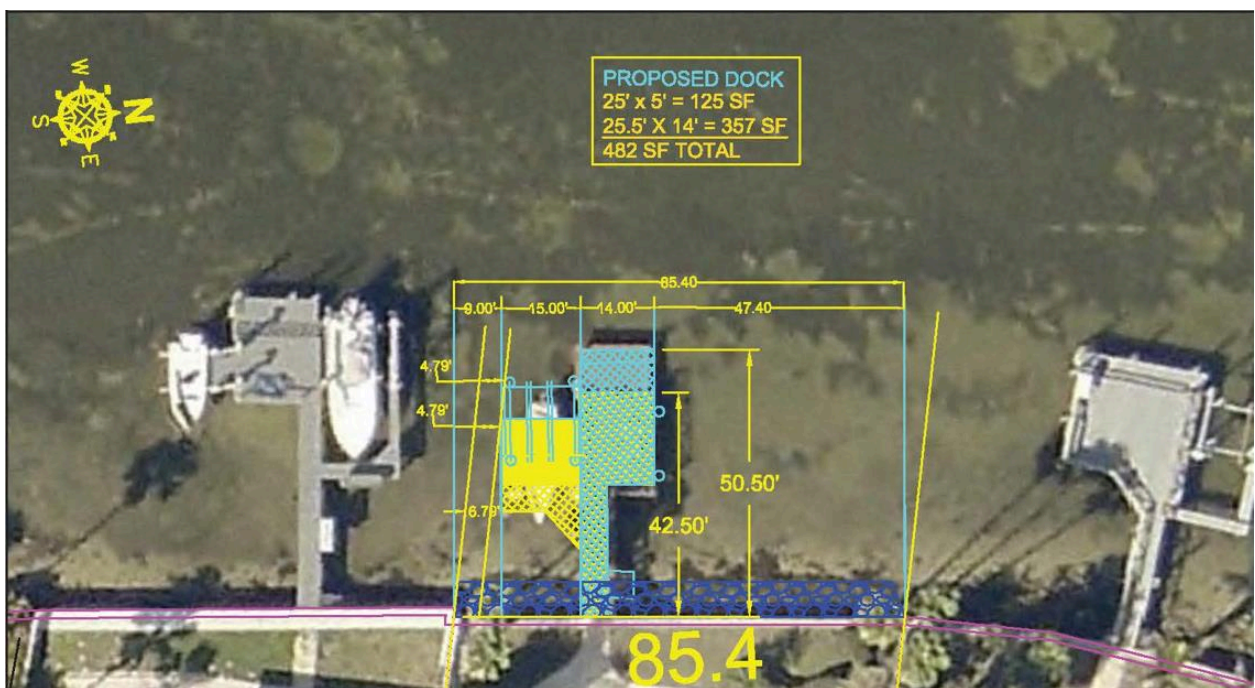 W
N
S
E
PROPOSED DOCK
25' x 5' = 125 SF
25.5' X 14' = 357 SF
482 SF TOTAL
85.40
9.00' 15.00' 14.00' 47.40
4.79'
4.79'
6.79'
50.50'
42.50'
85.4